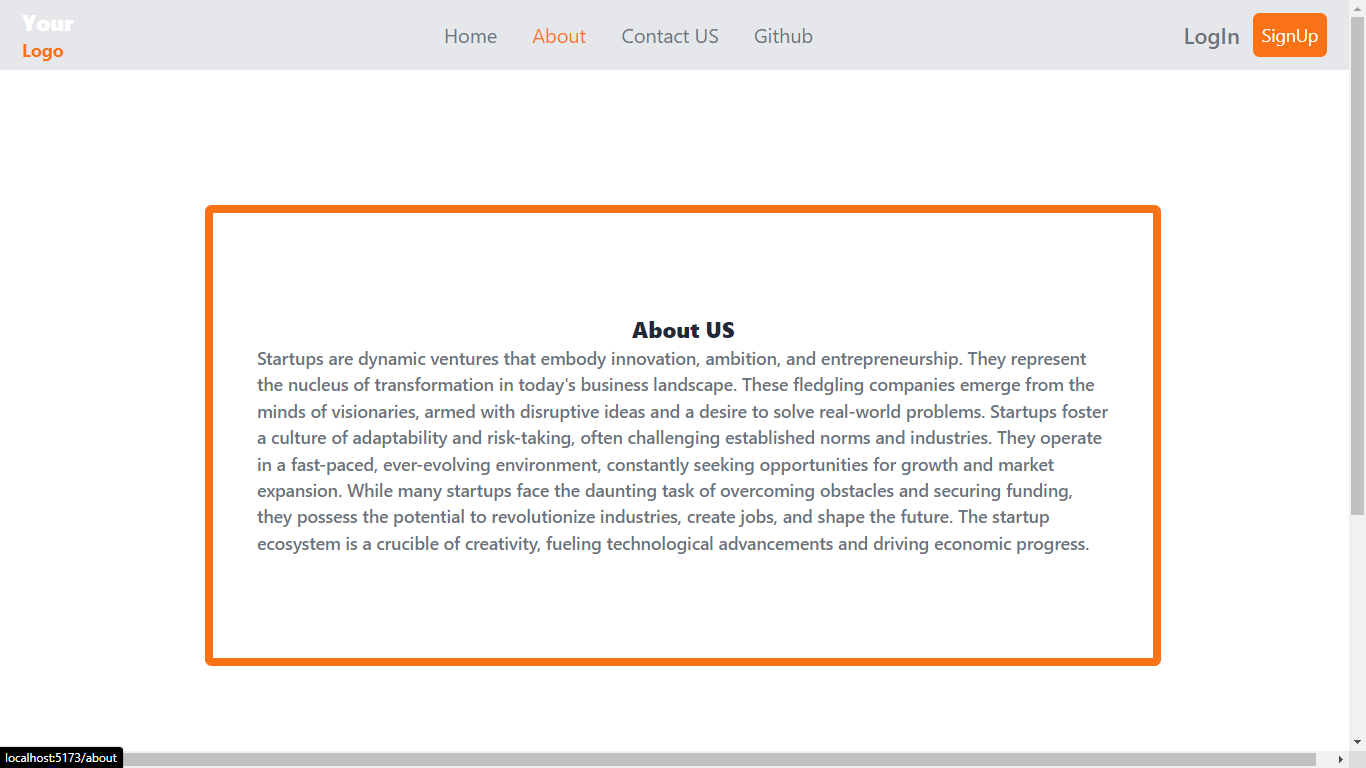 Your
Logo
Home About Contact US Github
LogIn SignUp
About US
Startups are dynamic ventures that embody innovation, ambition, and entrepreneurship. They represent
the nucleus of transformation in today's business landscape. These fledgling companies emerge from the
minds of visionaries, armed with disruptive ideas and a desire to solve real-world problems. Startups foster
a culture of adaptability and risk-taking, often challenging established norms and industries. They operate
in a fast-paced, ever-evolving environment, constantly seeking opportunities for growth and market
expansion. While many startups face the daunting task of overcoming obstacles and securing funding,
they possess the potential to revolutionize industries, create jobs, and shape the future. The startup
ecosystem is a crucible of creativity, fueling technological advancements and driving economic progress.
localhost:5173/about